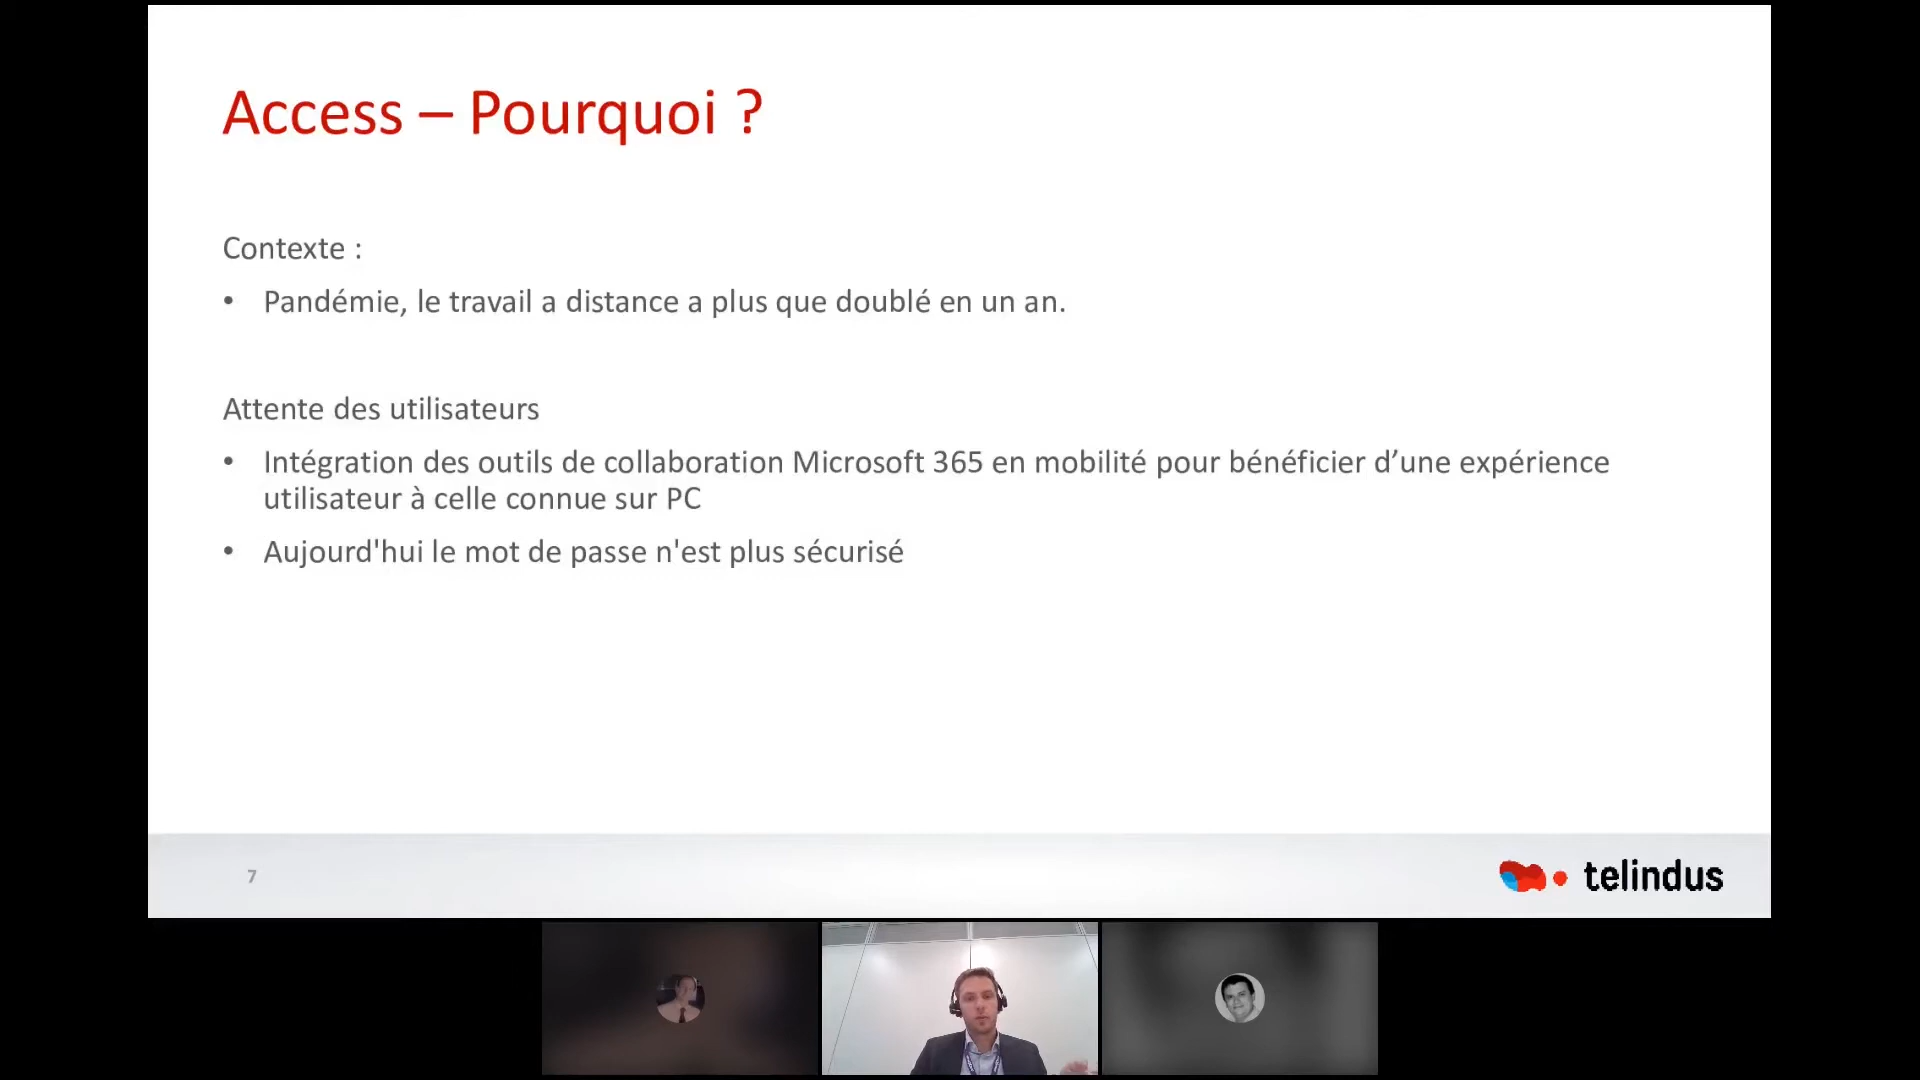 Access – Pourquoi ?
Contexte :
• Pandémie, le travail a distance a plus que doublé en un an.
Attente des utilisateurs
• Intégration des outils de collaboration Microsoft 365 en mobilité pour bénéficier d’une expérience
utilisateur à celle connue sur PC
• Aujourd'hui le mot de passe n'est plus sécurisé
7
telindus